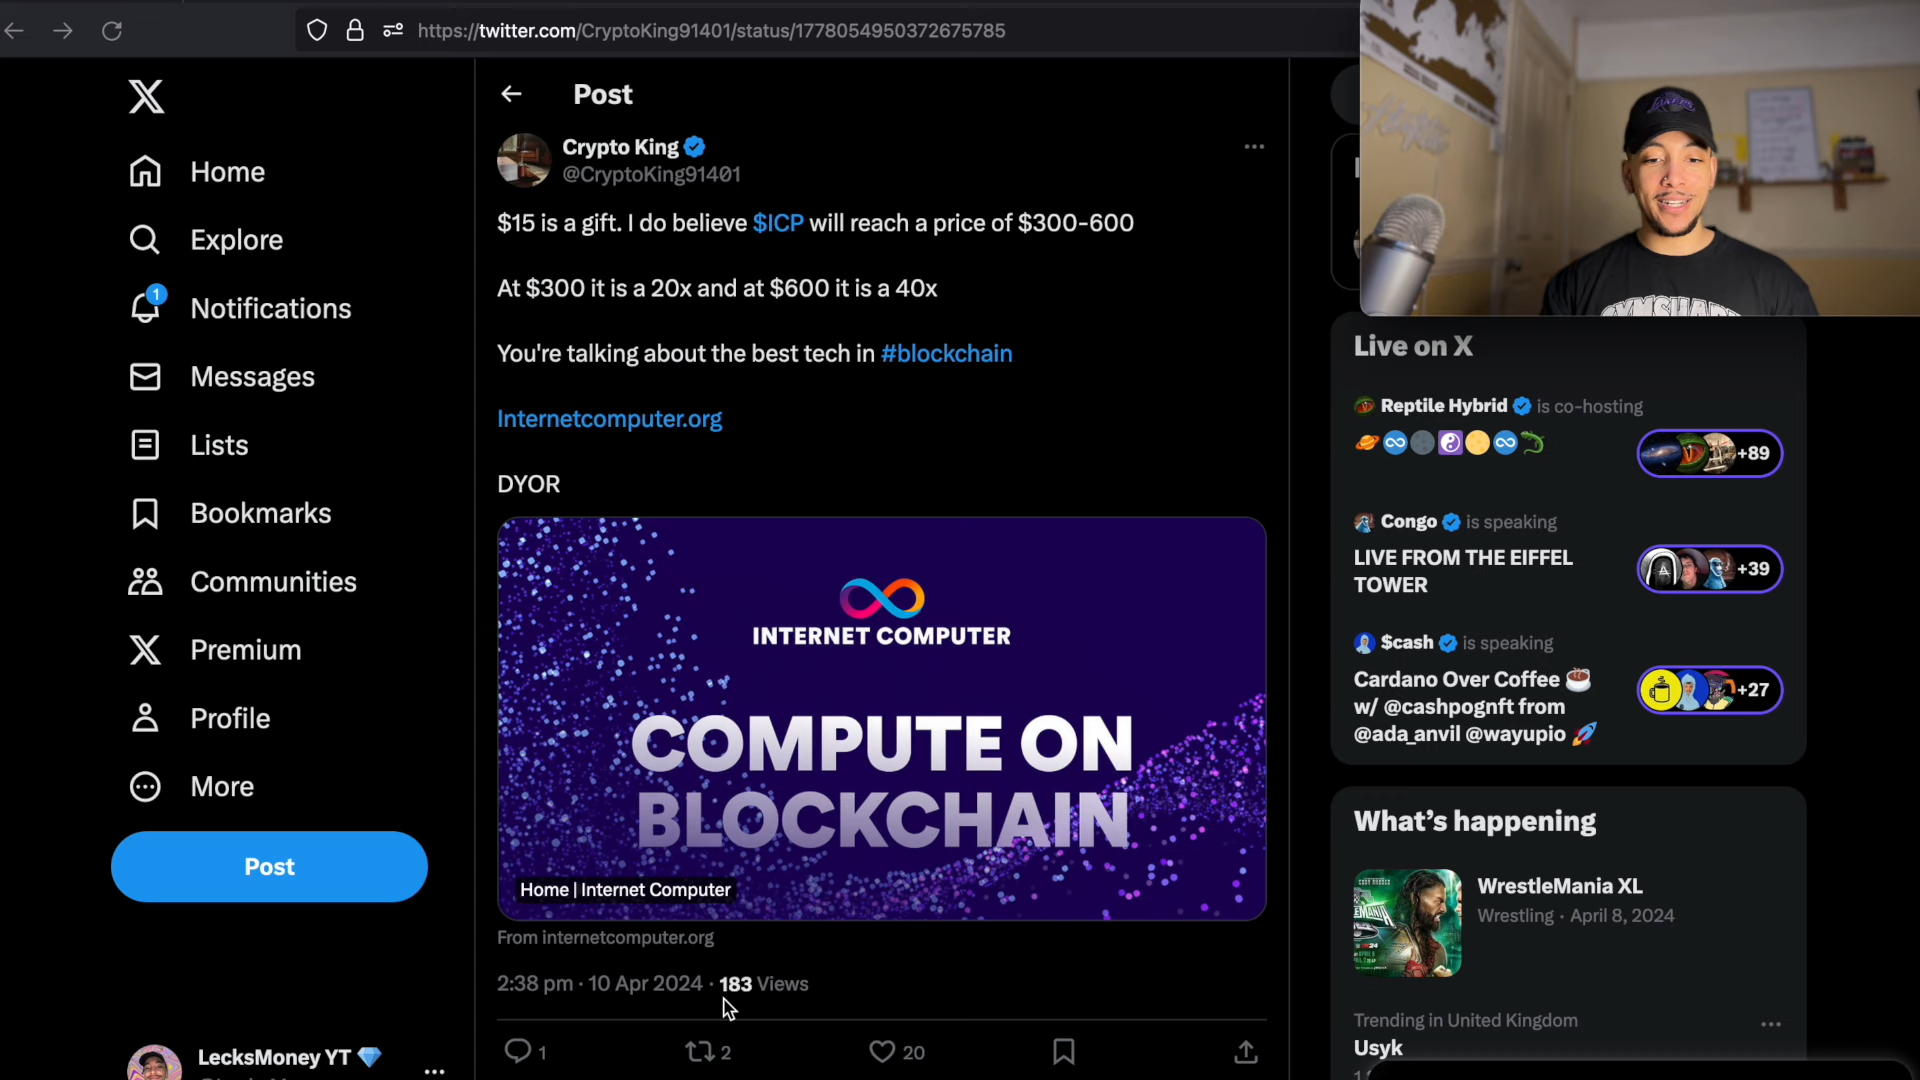 https://twitter.com/CryptoKing91401/status/1778054950372675785
Home
Explore
1
Notifications
Messages
Lists
Bookmarks
Communities
Premium
Profile
More
Post
LecksMoney YT
Post
Crypto King
@CryptoKing91401
$15 is a gift. I do believe $ICP will reach a price of $300-600
At $300 it is a 20x and at $600 it is a 40x
You're talking about the best tech in #blockchain
Internetcomputer.org
DYOR
INTERNET COMPUTER
COMPUTE ON
BLOCKCHAIN
Home | Internet Computer
From internetcomputer.org
2:38 pm · 10 Apr 2024 · 183 Views
1
2
20
LAKERS
GYMSHARK
Live on X
Reptile Hybrid is co-hosting
+89
Congo is speaking
LIVE FROM THE EIFFEL
TOWER
+39
$cash is speaking
Cardano Over Coffee
w/ @cashpognft from
@ada_anvil @wayupio
+27
What's happening
WrestleMania XL
Wrestling · April 8, 2024
Trending in United Kingdom
Usyk